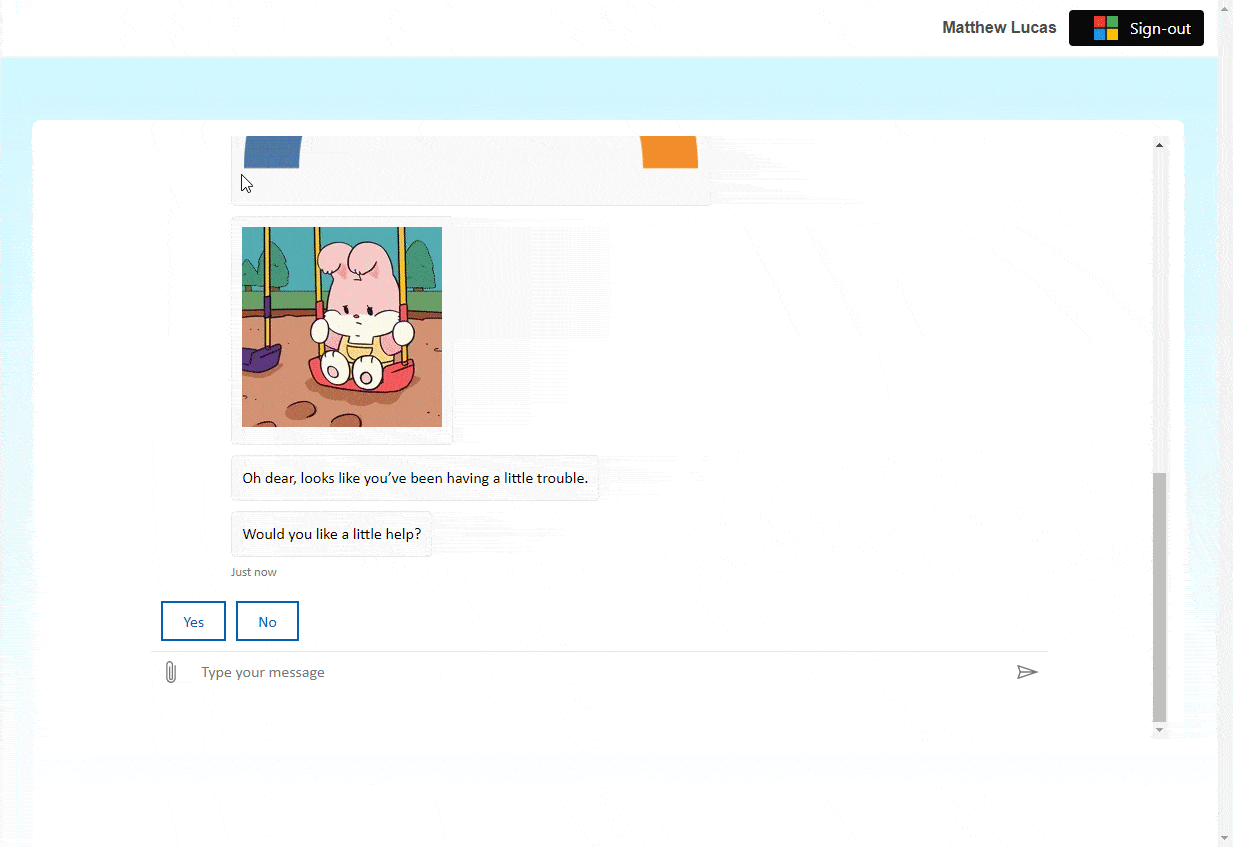 Matthew Lucas
Sign-out
Oh dear, looks like you’ve been having a little trouble.
Would you like a little help?
Just now
Yes
No
Type your message